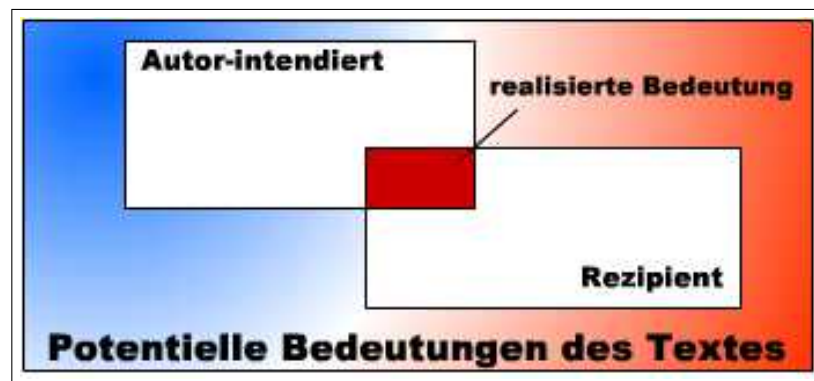 Autor-intendiert
realisierte Bedeutung
Rezipient
Potentielle Bedeutungen des Textes